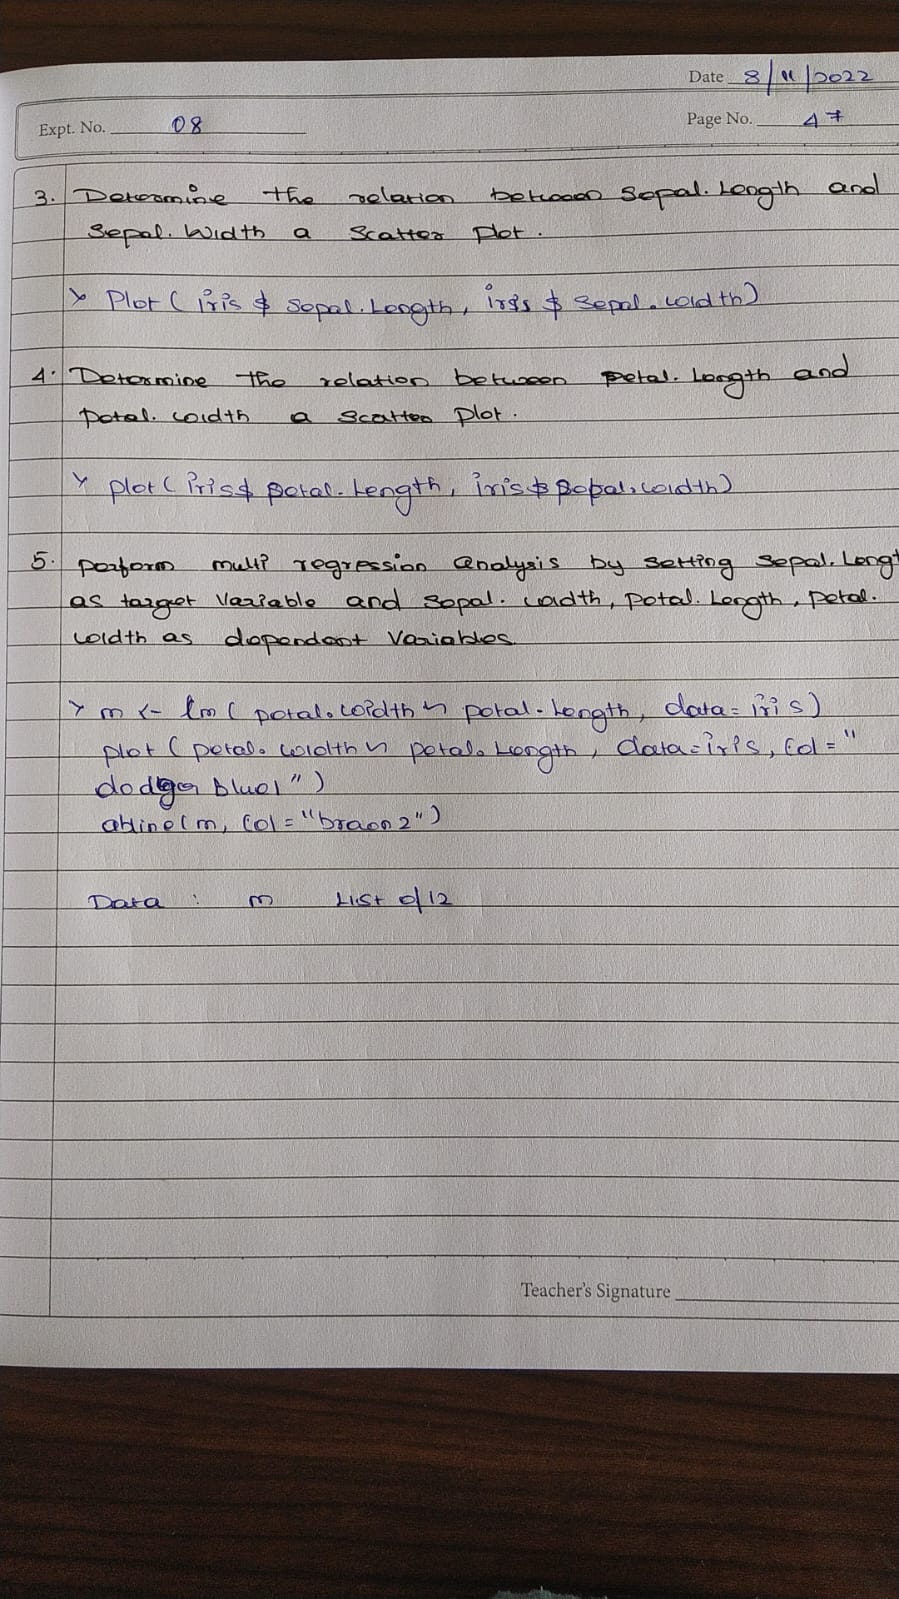 Date 8/11/2022
Expt. No. 08
Page No. 47
3. Determine the relation between Sepal.Length and
Sepal.Width a Scatter Plot.
> Plot(iris$Sepal.Length, iris$Sepal.width)
4. Determine the relation between petal.Length and
Petal.width a scatter Plot.
> plot(iris$petal.Length, iris$ width)
5. perform multi regression analysis by setting Sepal.Lengt
as target Variable and sepal.width, petal.Length, petal.
width as dependent Variables.
> m <- lm(petal.width ~ petal.Length, data=iris)
plot(petal.width ~ petal.Length, data=iris, Col="
dodger blue1")
abline(m, Col="
Data : m List of 12
Teacher's Signature